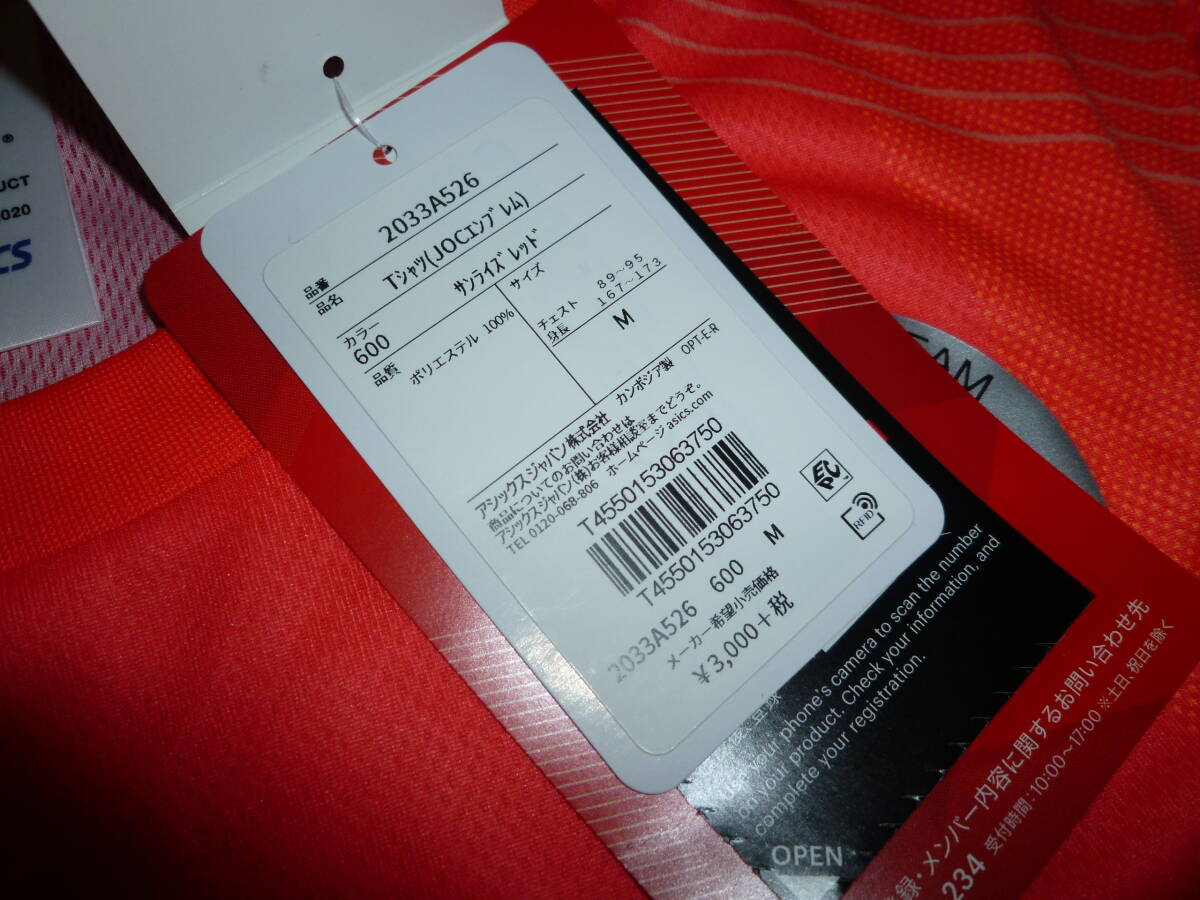 ®
UCT
2020
CS
品番 2033A526
品名 Tシャツ(JOCエンブレム)
カラー サンライズレッド
600
サイズ
チェスト 89～95
身長 167～173
M
品質 ポリエステル 100%
アシックスジャパン株式会社 カンボジア製 OPT-E-R
商品についてのお問い合わせは
アシックスジャパン(株)お客様相談室までどうぞ。
TEL 0120-068-806 ホームページ asics.com
T4550153063750
T4550153063750
2033A526 600 M
メーカー希望小売価格
¥3,000+税
EPC
RFID
EAM
your phone's camera to scan the number
on your product. Check your information, and
complete your registration.
OPEN
録・メンバー内容に関するお問い合わせ先
234 受付時間:10:00～17:00 ※土日、祝日を除く